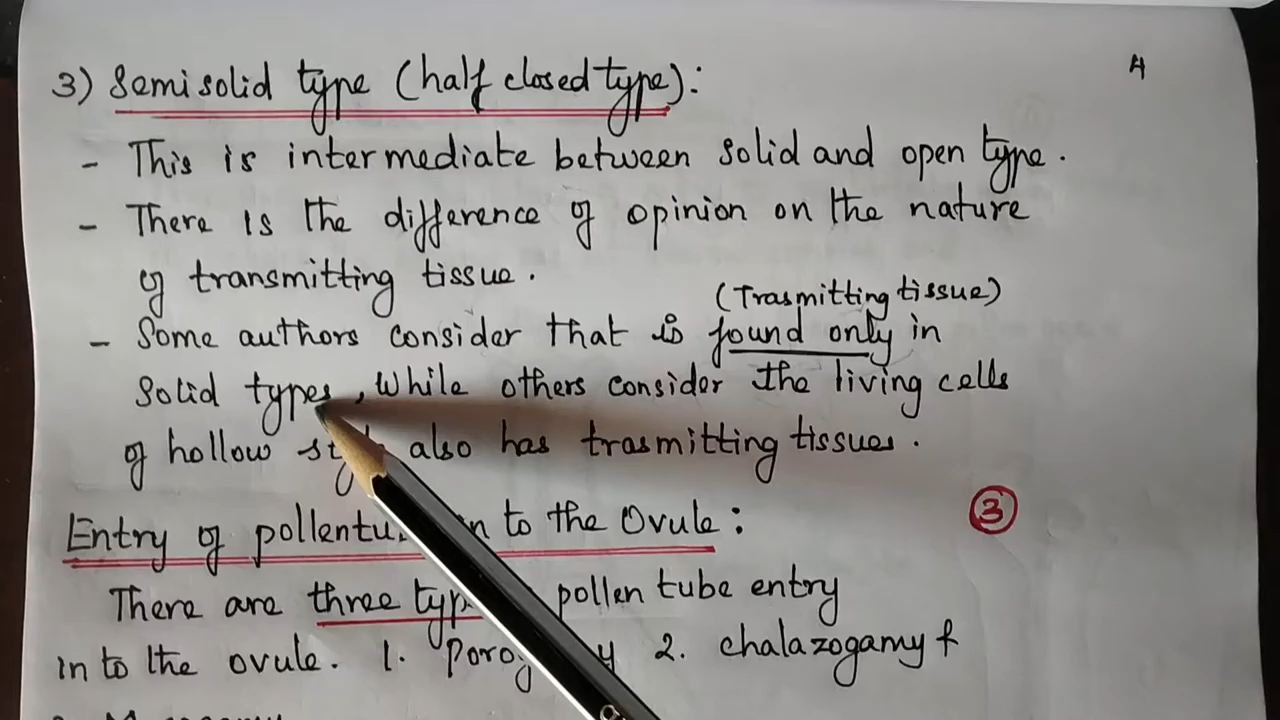 4
3) Semisolid type (half closed type):
- This is intermediate between solid and open type.
- There is the difference of opinion on the nature
of transmitting tissue.
(Trasmitting tissue)
- Some authors consider that is found only in
Solid types, while others consider the living cells
of hollow also has trasmitting tissues.
Entry of to the Ovule:
3
There are three pollen tube entry
in to the ovule. 1. 2. chalazogamy &